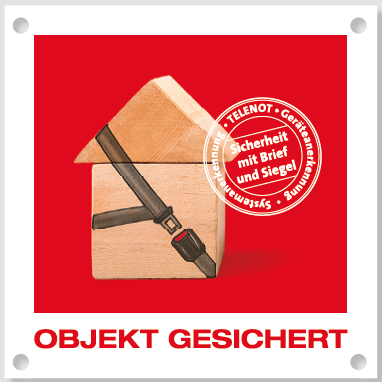 • TELENOT • Geräteanerkennung • Systemanerkennung
Sicherheit
mit Brief
und Siegel
OBJEKT GESICHERT